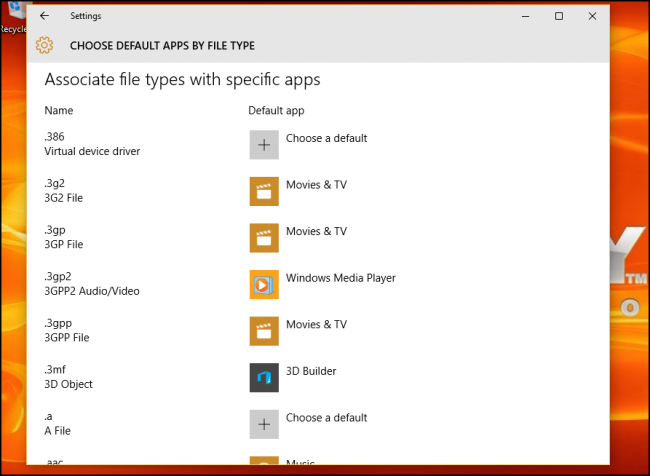 Recycle
Settings
CHOOSE DEFAULT APPS BY FILE TYPE
Associate file types with specific apps
Name Default app
.386 Choose a default
Virtual device driver
.3g2 Movies & TV
3G2 File
.3gp Movies & TV
3GP File
.3gp2 Windows Media Player
3GPP2 Audio/Video
.3gpp Movies & TV
3GPP File
.3mf 3D Builder
3D Object
.a Choose a default
A File
.aac Music
Y TM